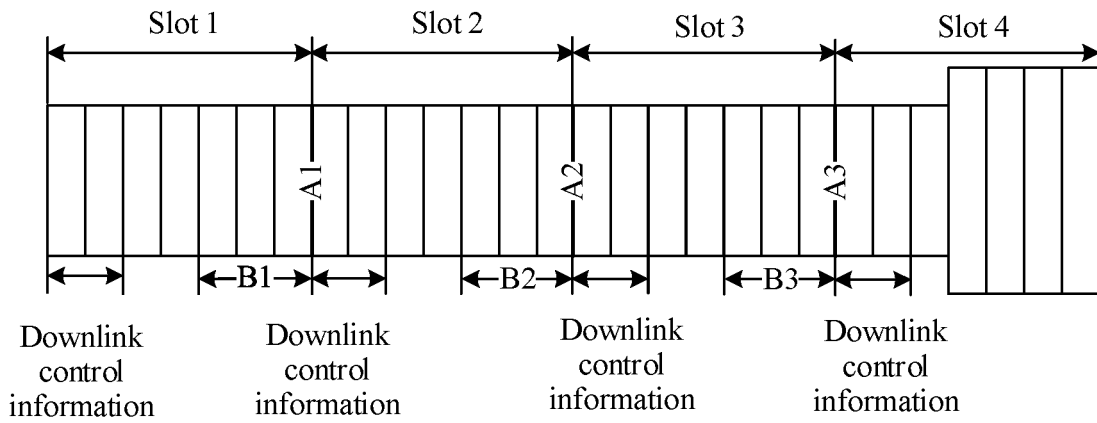 Slot 1
Slot 2
Slot 3
Slot 4
A1
A2
A3
B1
B2
B3
Downlink
control
information
Downlink
control
information
Downlink
control
information
Downlink
control
information